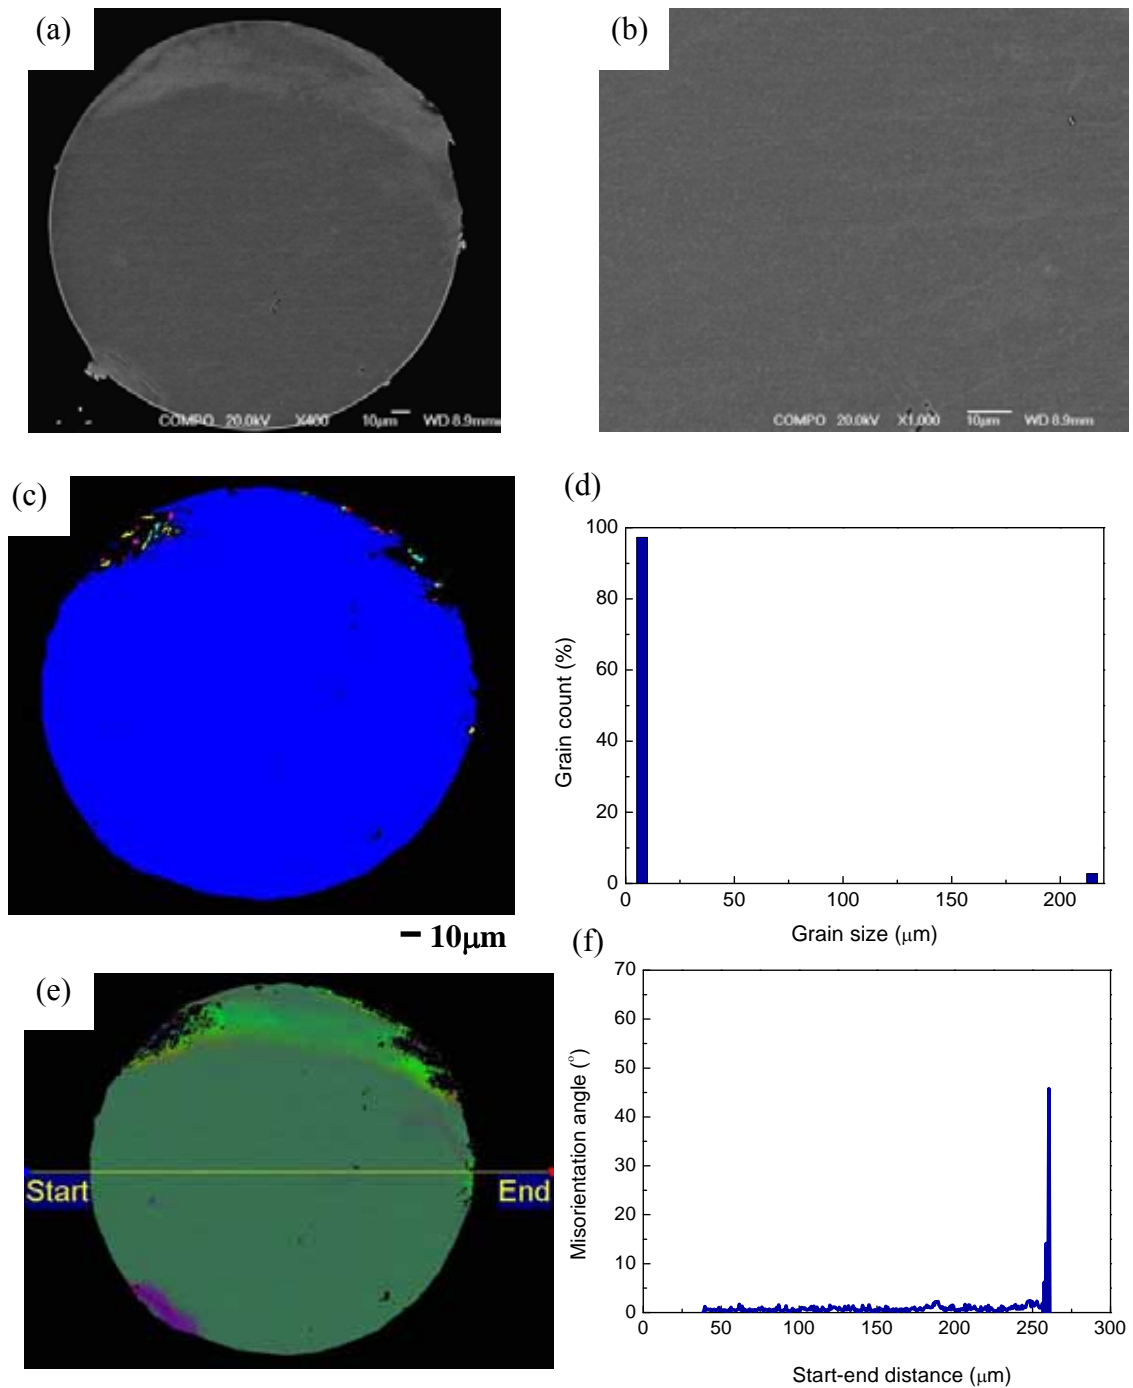 (a)
COMPO 20.0kV X400 10μm WD 8.9mm
(b)
COMPO 20.0kV X1,000 10μm WD 8.9mm
(c)
10μm
(d)
100
80
60
40
20
0
Grain count (%)
0 50 100 150 200
Grain size (μm)
(e)
Start
End
(f)
70
60
50
40
30
20
10
0
Misorientation angle (°)
0 50 100 150 200 250 300
Start-end distance (μm)